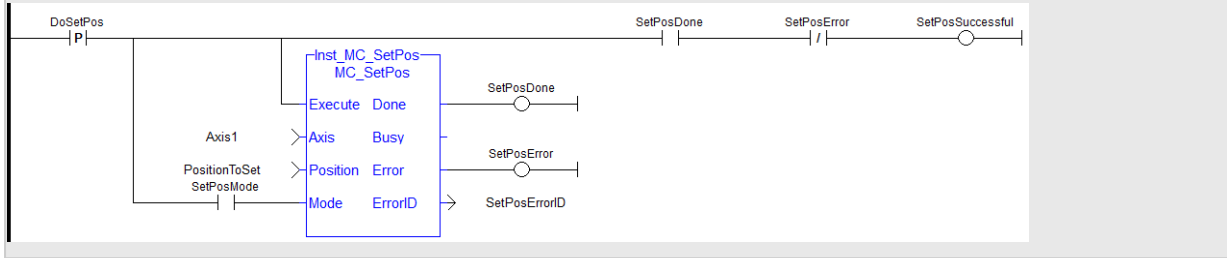 DoSetPos
SetPosDone
SetPosError
SetPosSuccessful
P
/
Inst_MC_SetPos
MC_SetPos
SetPosDone
Execute Done
Axis1
Axis Busy
SetPosError
PositionToSet
Position Error
SetPosMode
Mode ErrorID
SetPosErrorID